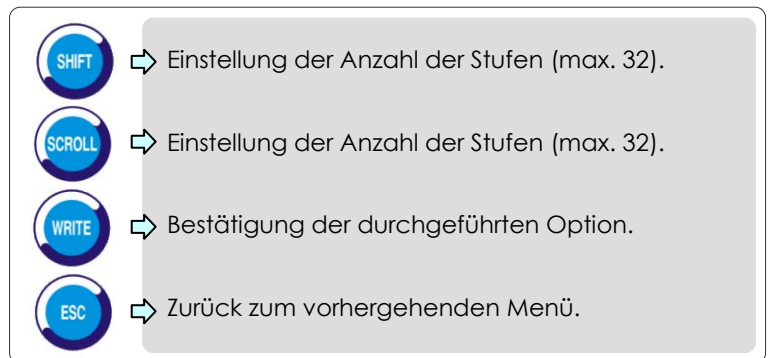 SHIFT Einstellung der Anzahl der Stufen (max. 32).
SCROLL Einstellung der Anzahl der Stufen (max. 32).
WRITE Bestätigung der durchgeführten Option.
ESC Zurück zum vorhergehenden Menü.